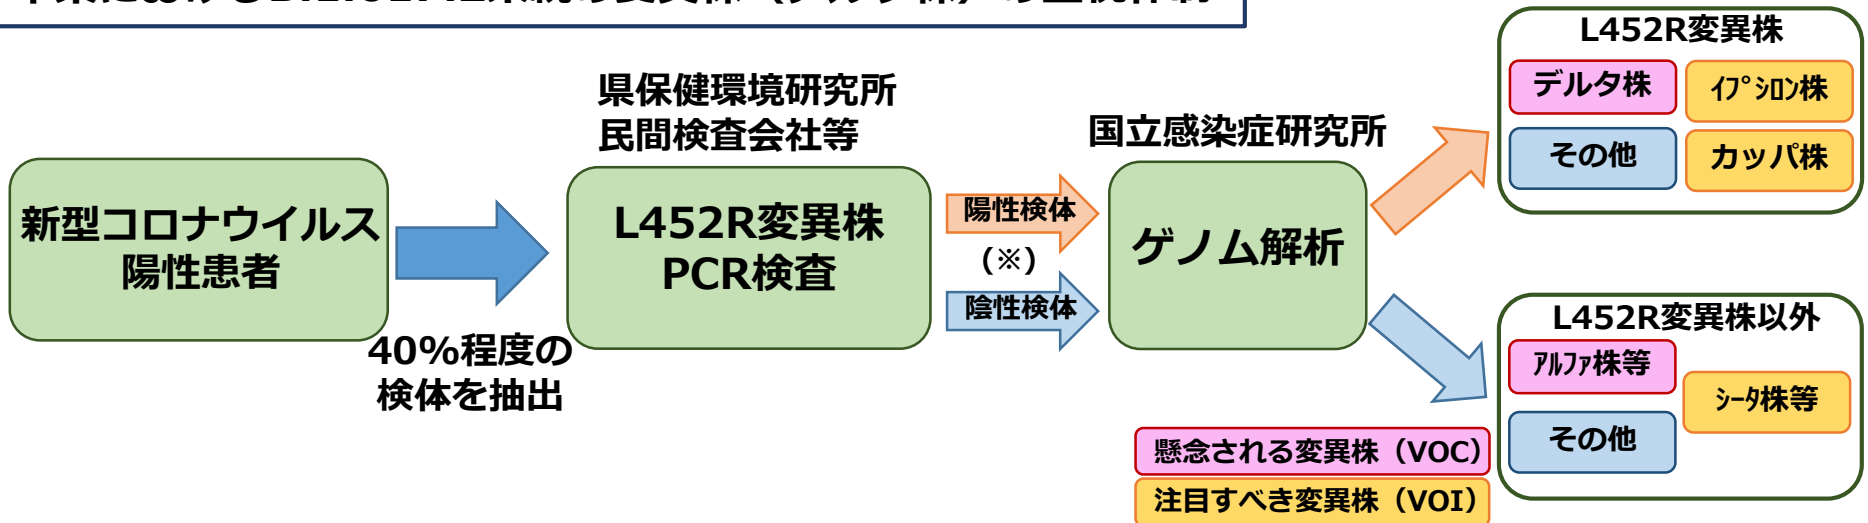 L452R変異株
デルタ株
ｲﾌﾟｼﾛﾝ株
その他
カッパ株
県保健環境研究所
民間検査会社等
国立感染症研究所
新型コロナウイルス
陽性患者
L452R変異株
PCR検査
陽性検体
(※)
陰性検体
ゲノム解析
40%程度の
検体を抽出
L452R変異株以外
ｱﾙﾌｧ株等
ｼｰﾀ株等
その他
懸念される変異株（VOC）
注目すべき変異株（VOI）